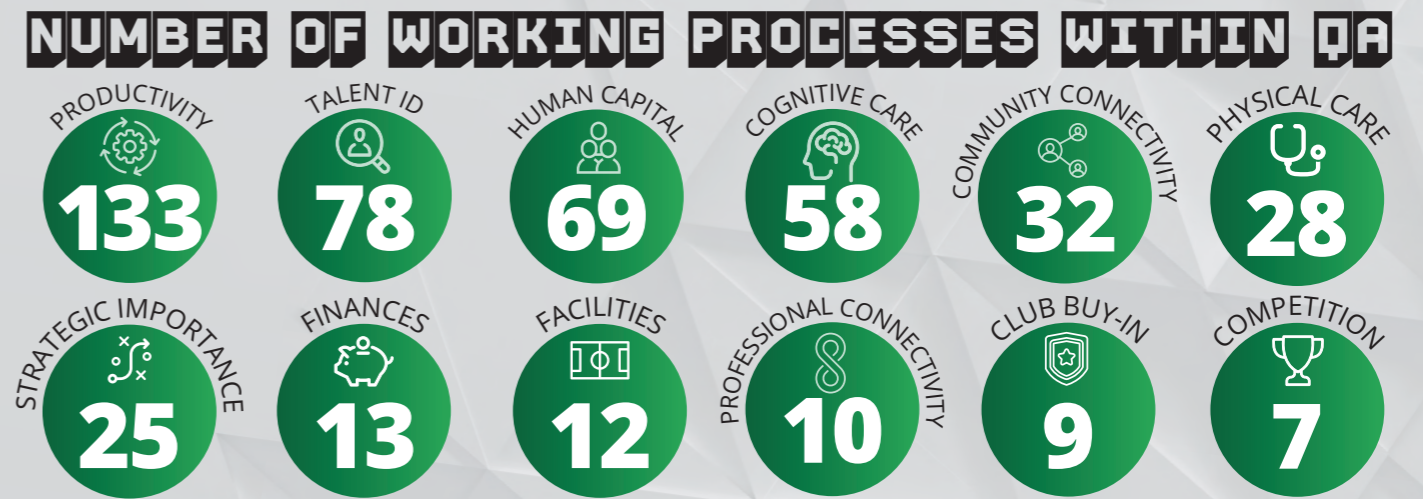 NUMBER OF WORKING PROCESSES WITHIN QA
PRODUCTIVITY
133
TALENT ID
78
HUMAN CAPITAL
69
COGNITIVE CARE
58
COMMUNITY CONNECTIVITY
32
PHYSICAL CARE
28
STRATEGIC IMPORTANCE
25
FINANCES
13
FACILITIES
12
PROFESSIONAL CONNECTIVITY
10
CLUB BUY-IN
9
COMPETITION
7